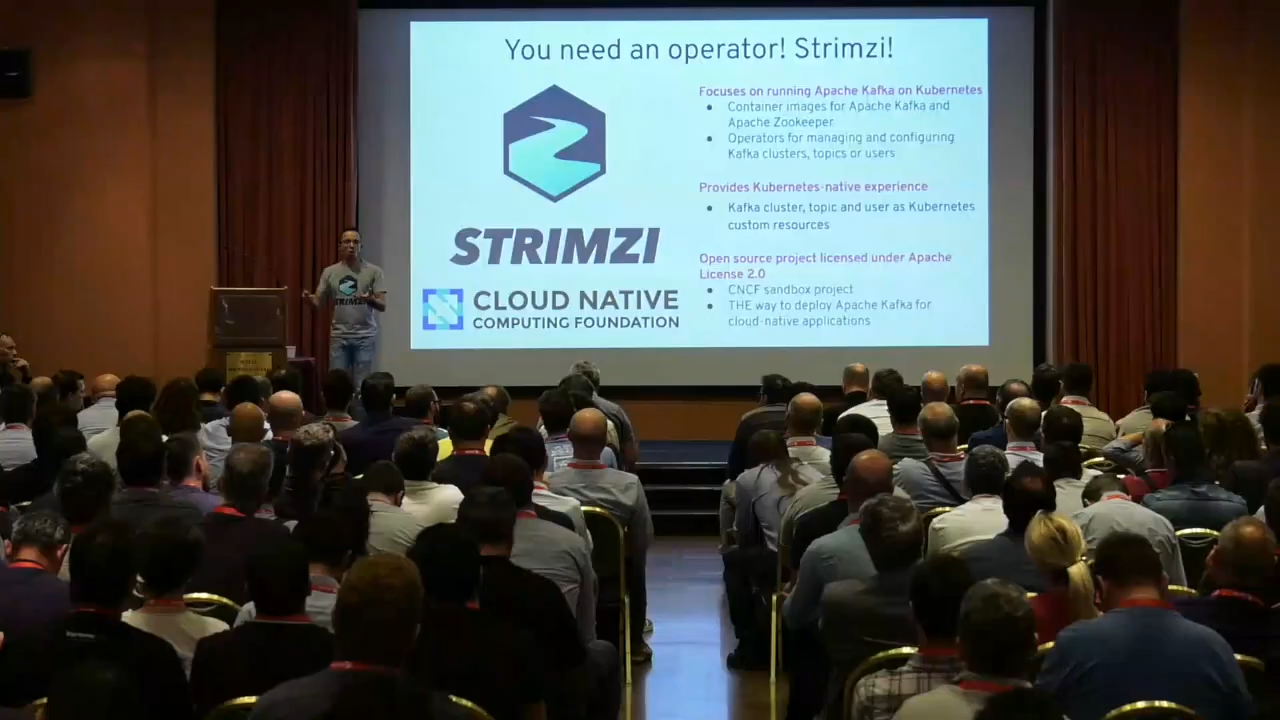 You need an operator! Strimzi!
Focuses on running Apache Kafka on Kubernetes
● Container images for Apache Kafka and
Apache Zookeeper
● Operators for managing and configuring
Kafka clusters, topics or users
Provides Kubernetes-native experience
● Kafka cluster, topic and user as Kubernetes
custom resources
Open source project licensed under Apache
License 2.0
● CNCF sandbox project
● THE way to deploy Apache Kafka for
cloud-native applications
STRIMZI
CLOUD NATIVE
COMPUTING FOUNDATION
STRIMZI